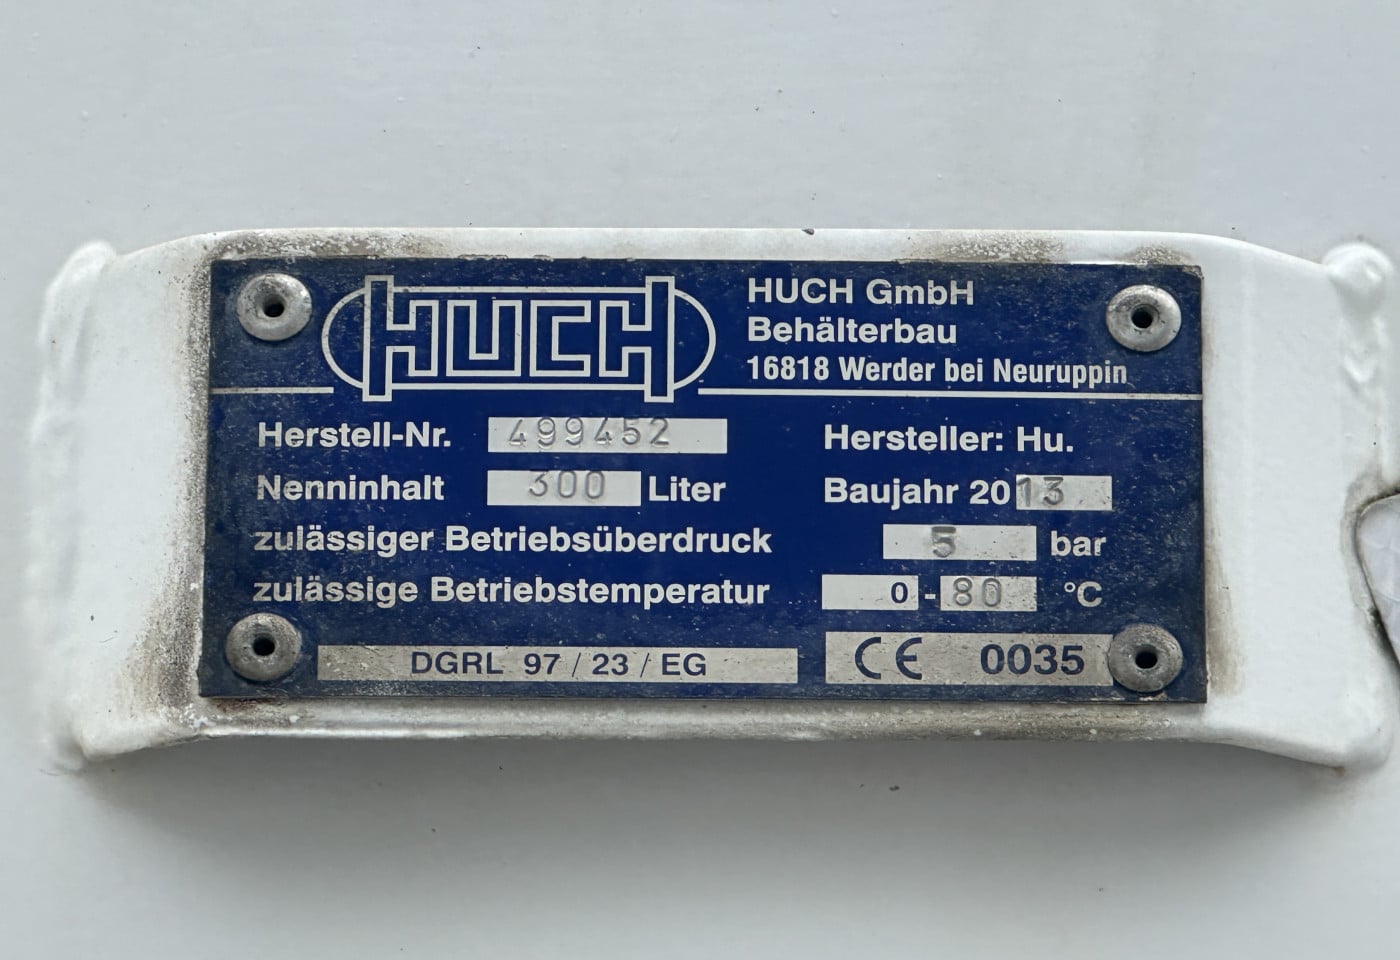 HUCH
HUCH GmbH
Behälterbau
16818 Werder bei Neuruppin
Herstell-Nr. 499452
Hersteller: Hu.
Nenninhalt 300 Liter
Baujahr 2013
zulässiger Betriebsüberdruck 5 bar
zulässige Betriebstemperatur 0 - 80 °C
DGRL 97 / 23 / EG
CE 0035